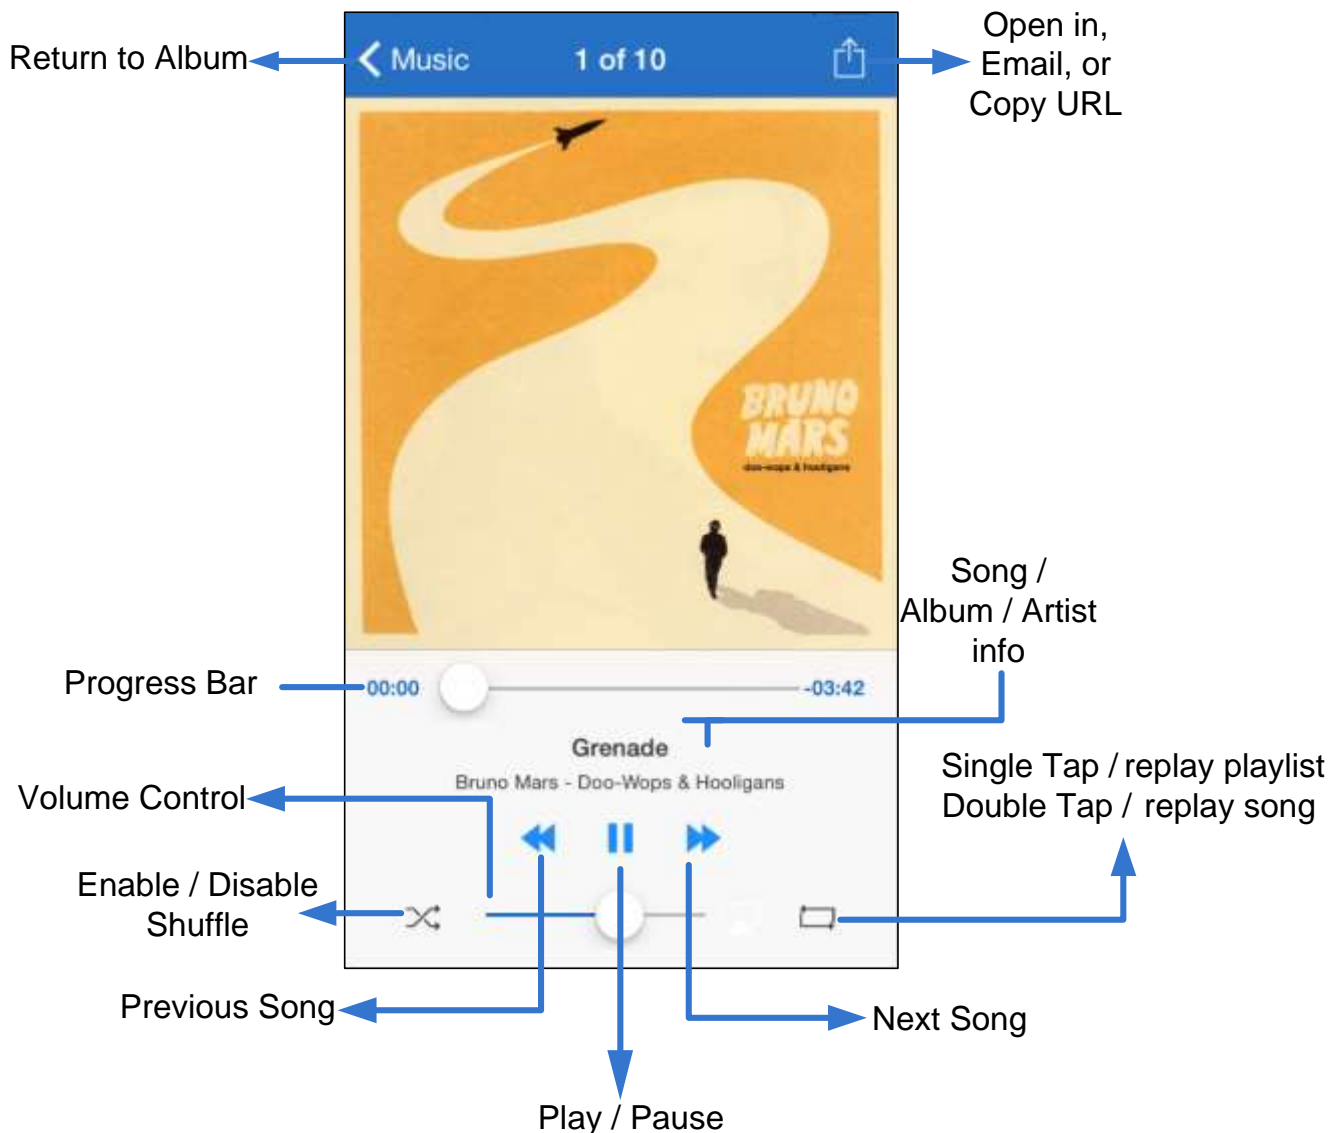 Open in,
Return to Album
Music
1 of 10
Email, or
Copy URL
BRUNO
MARS
doo-wops & hooligans
Song /
Album / Artist
info
Progress Bar
00:00
-03:42
Grenade
Bruno Mars - Doo-Wops & Hooligans
Single Tap / replay playlist
Double Tap / replay song
Volume Control
Enable / Disable
Shuffle
Previous Song
Next Song
Play / Pause